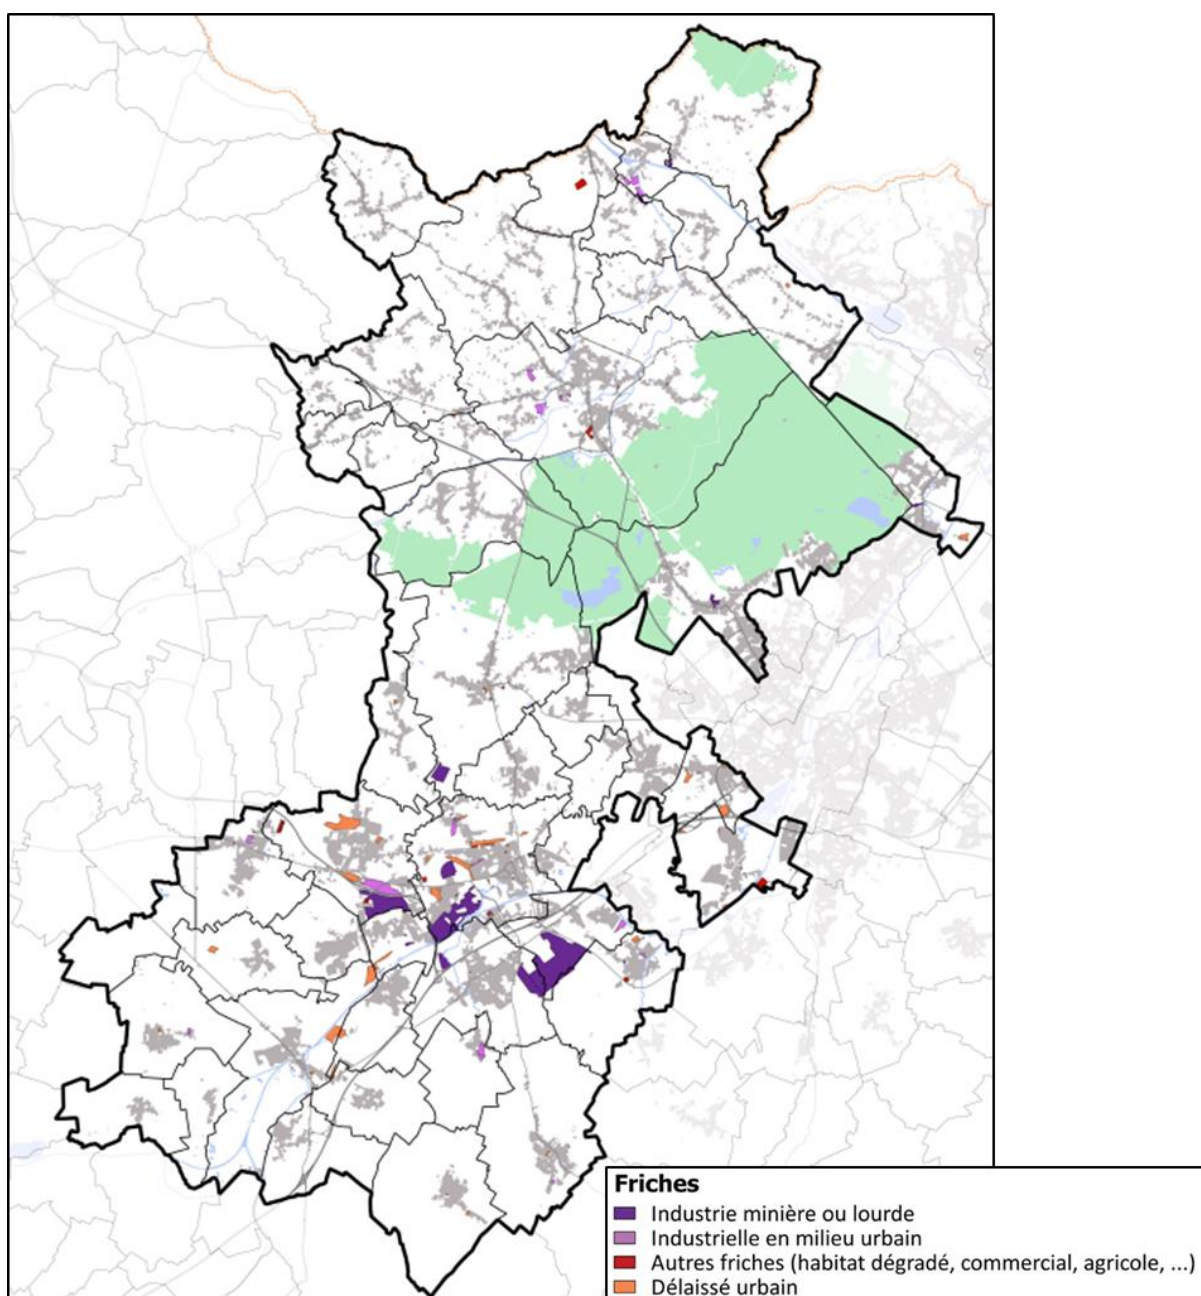 Friches
Industrie minière ou lourde
Industrielle en milieu urbain
Autres friches (habitat dégradé, commercial, agricole, ...)
Délaissé urbain